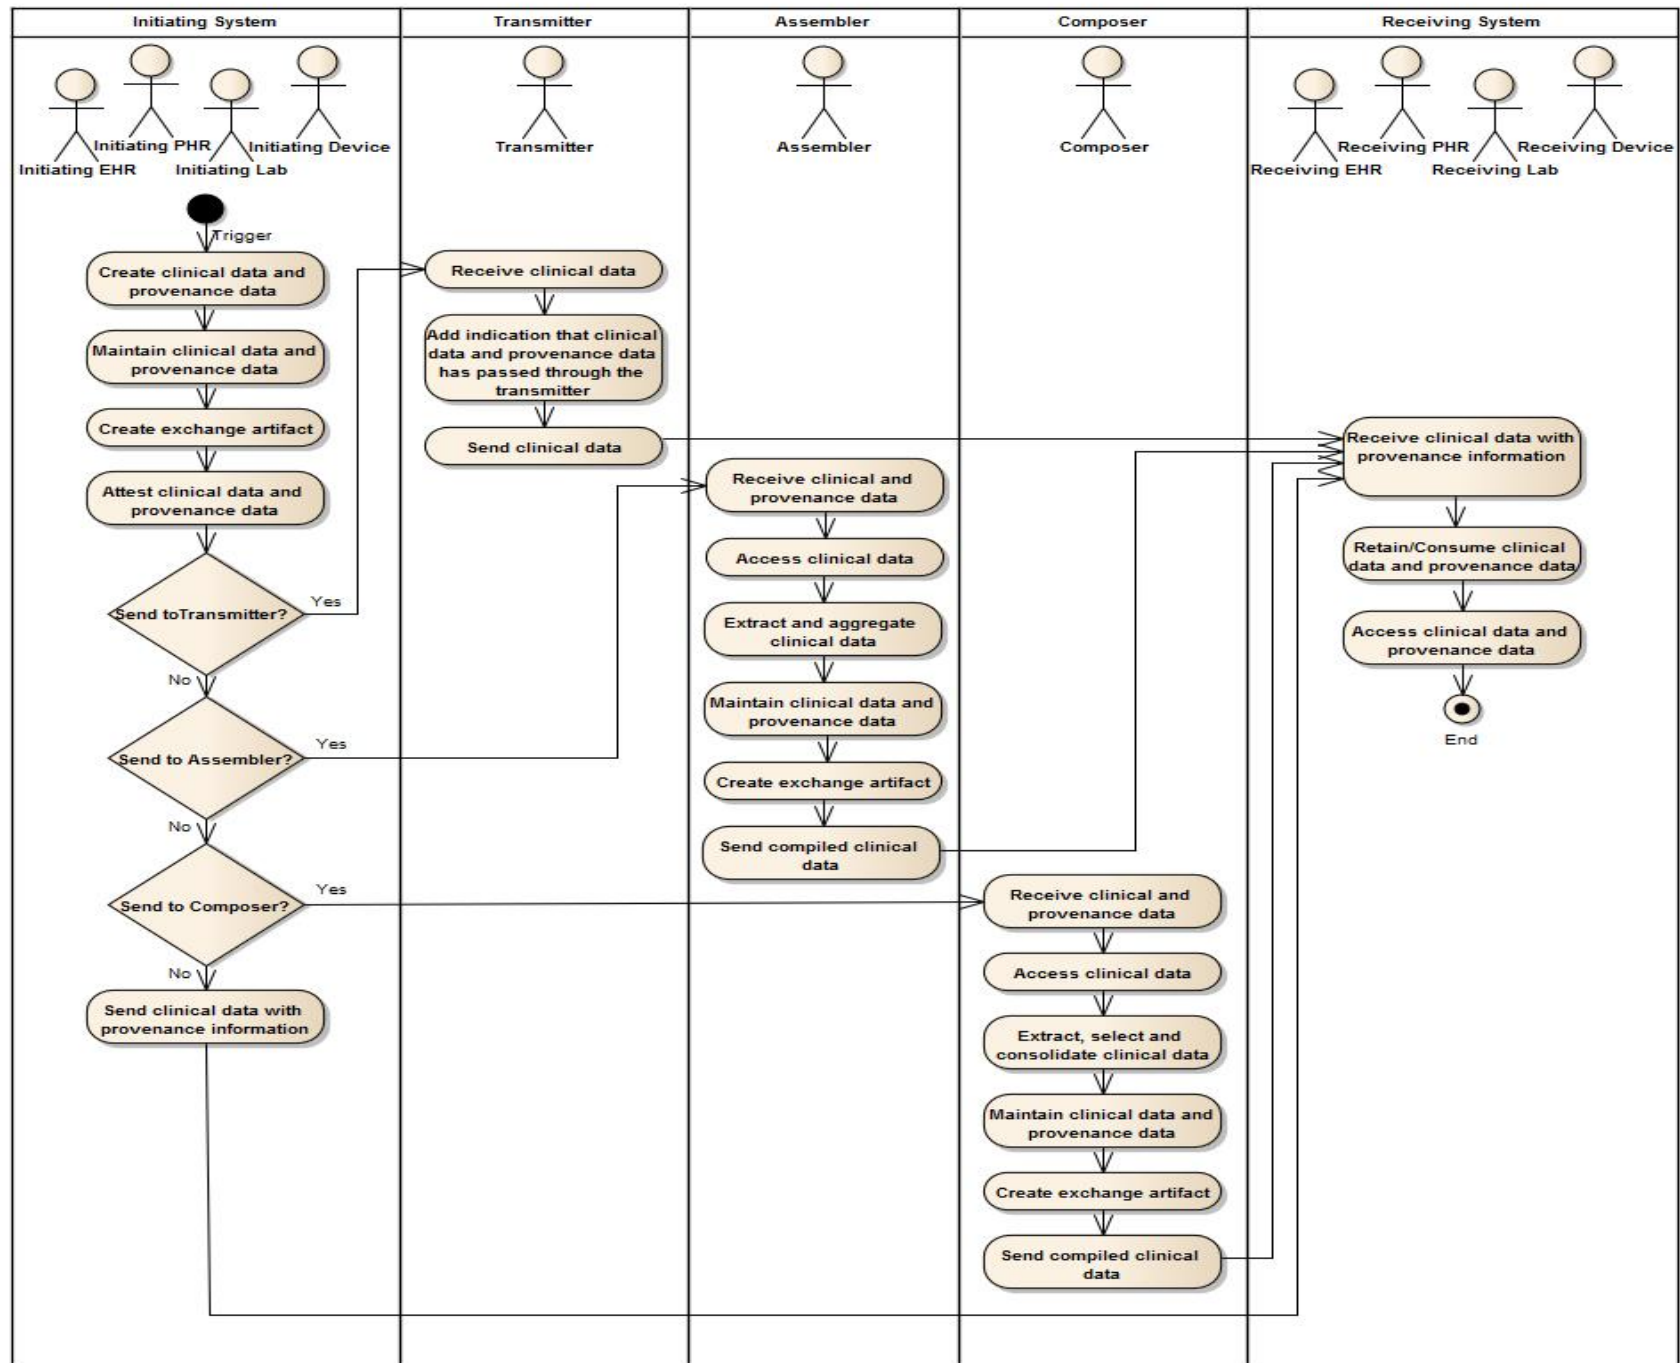 Initiating System
Transmitter
Assembler
Composer
Receiving System
Initiating EHR
Initiating PHR
Initiating Lab
Initiating Device
Transmitter
Assembler
Composer
Receiving EHR
Receiving PHR
Receiving Lab
Receiving Device
Trigger
Create clinical data and
provenance data
Maintain clinical data and
provenance data
Create exchange artifact
Attest clinical data and
provenance data
Send toTransmitter?
Yes
No
Send to Assembler?
Yes
No
Send to Composer?
Yes
No
Send clinical data with
provenance information
Receive clinical data
Add indication that clinical
data and provenance data
has passed through the
transmitter
Send clinical data
Receive clinical and
provenance data
Access clinical data
Extract and aggregate
clinical data
Maintain clinical data and
provenance data
Create exchange artifact
Send compiled clinical
data
Receive clinical and
provenance data
Access clinical data
Extract, select and
consolidate clinical data
Maintain clinical data and
provenance data
Create exchange artifact
Send compiled clinical
data
Receive clinical data with
provenance information
Retain/Consume clinical
data and provenance data
Access clinical data and
provenance data
End